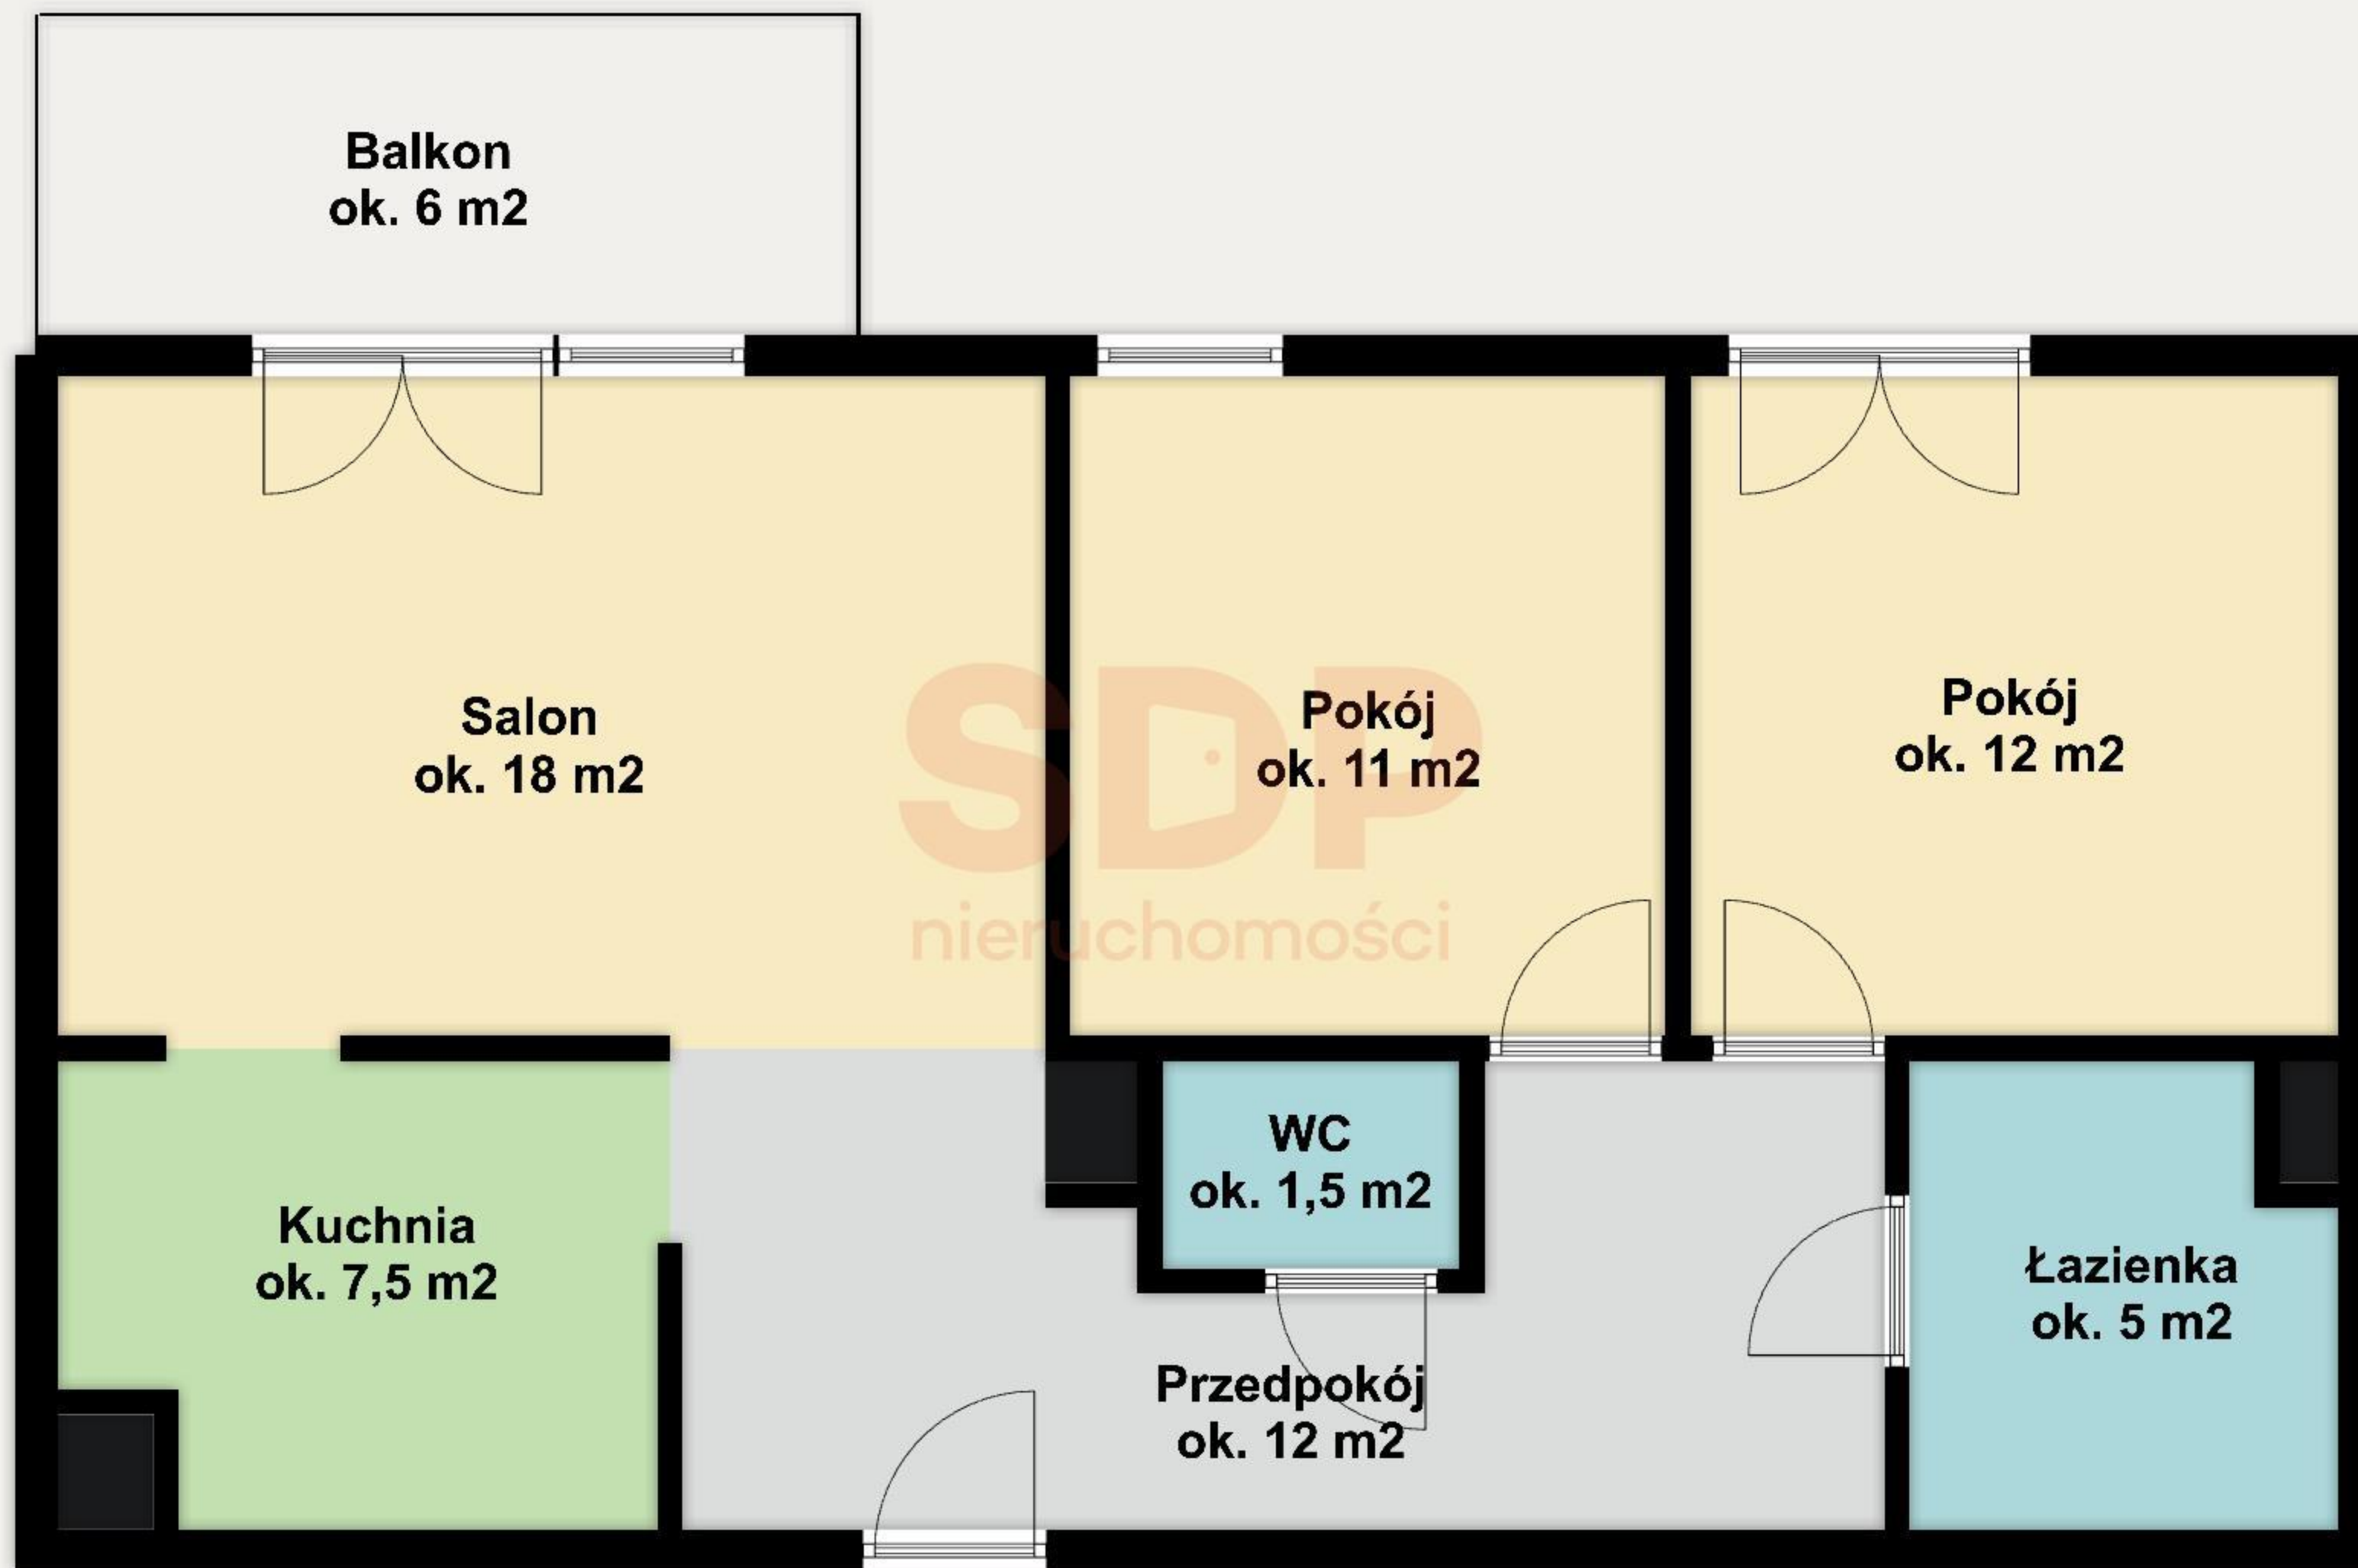 Balkon
ok. 6 m2
Salon
ok. 18 m2
Pokój
ok. 11 m2
Pokój
ok. 12 m2
SDP
nieruchomości
Kuchnia
ok. 7,5 m2
WC
ok. 1,5 m2
Przedpokój
ok. 12 m2
Łazienka
ok. 5 m2